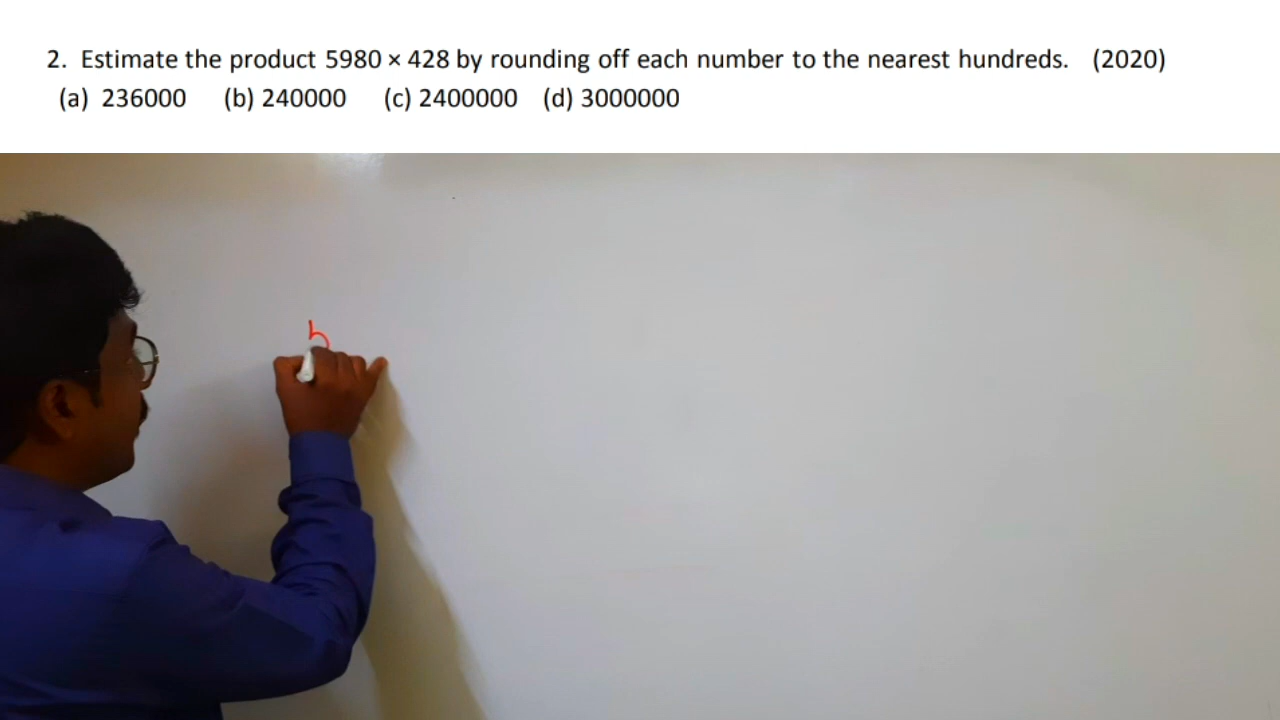 2. Estimate the product 5980 × 428 by rounding off each number to the nearest hundreds. (2020)
(a) 236000 (b) 240000 (c) 2400000 (d) 3000000